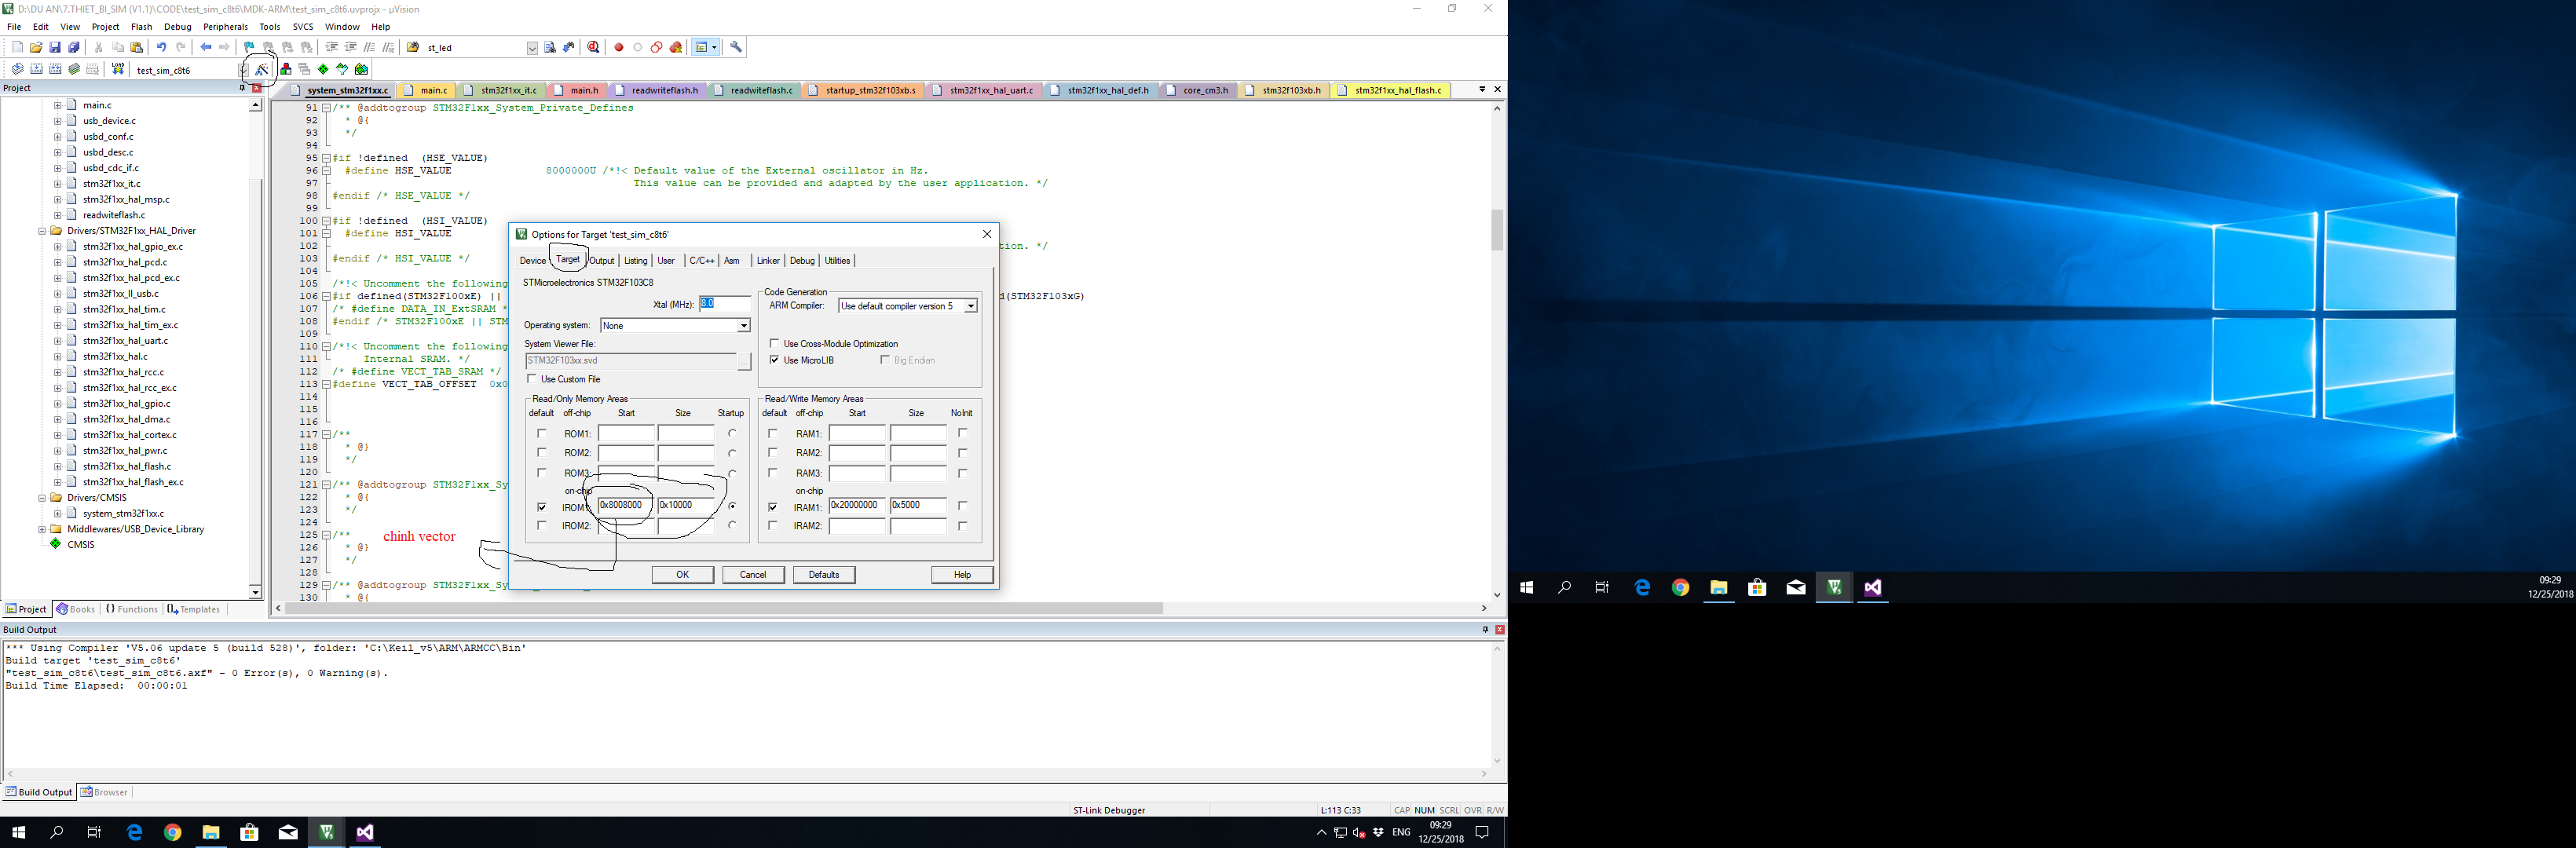 D:\DU AN\7.THIET_BI_SIM (V1.1)\CODE\test_sim_c8t6\MDK-ARM\test_sim_c8t6.uvprojx - µVision
File Edit View Project Flash Debug Peripherals Tools SVCS Window Help
st_led
LOAD test_sim_c8t6
Project
main.c
usb_device.c
usbd_conf.c
usbd_desc.c
usbd_cdc_if.c
stm32f1xx_it.c
stm32f1xx_hal_msp.c
readwiteflash.c
Drivers/STM32F1xx_HAL_Driver
stm32f1xx_hal_gpio_ex.c
stm32f1xx_hal_pcd.c
stm32f1xx_hal_pcd_ex.c
stm32f1xx_ll_usb.c
stm32f1xx_hal_tim.c
stm32f1xx_hal_tim_ex.c
stm32f1xx_hal_uart.c
stm32f1xx_hal.c
stm32f1xx_hal_rcc.c
stm32f1xx_hal_rcc_ex.c
stm32f1xx_hal_gpio.c
stm32f1xx_hal_dma.c
stm32f1xx_hal_cortex.c
stm32f1xx_hal_pwr.c
stm32f1xx_hal_flash.c
stm32f1xx_hal_flash_ex.c
Drivers/CMSIS
system_stm32f1xx.c
Middlewares/USB_Device_Library
CMSIS
Project Books {} Functions Templates
system_stm32f1xx.c main.c stm32f1xx_it.c main.h readwriteflash.h readwiteflash.c startup_stm32f103xb.s stm32f1xx_hal_uart.c stm32f1xx_hal_def.h core_cm3.h stm32f103xb.h stm32f1xx_hal_flash.c
91 /** @addtogroup STM32F1xx_System_Private_Defines
92 * @{
93 */
94
95 #if !defined (HSE_VALUE)
96 #define HSE_VALUE 8000000U /*!< Default value of the External oscillator in Hz.
97 This value can be provided and adapted by the user application. */
98 #endif /* HSE_VALUE */
99
100 #if !defined (HSI_VALUE)
101 #define HSI_VALUE
102 tion. */
103 #endif /* HSI_VALUE */
104
105 /*!< Uncomment the following
106 #if defined(STM32F100xE) || d(STM32F103xG)
107 /* #define DATA_IN_ExtSRAM *
108 #endif /* STM32F100xE || STM
109
110 /*!< Uncomment the following
111 Internal SRAM. */
112 /* #define VECT_TAB_SRAM */
113 #define VECT_TAB_OFFSET 0x0
114
115
116
117 /**
118 * @}
119 */
120
121 /** @addtogroup STM32F1xx_Sy
122 * @{
123 */
124
125 /**
126 * @}
127 */
128
129 /** @addtogroup STM32F1xx_Sy
130 * @{
chinh vector
Options for Target 'test_sim_c8t6'
Device Target Output Listing User C/C++ Asm Linker Debug Utilities
STMicroelectronics STM32F103C8
Xtal (MHz): 8.0
Operating system: None
System Viewer File:
STM32F103xx.svd ...
Use Custom File
Code Generation
ARM Compiler: Use default compiler version 5
Use Cross-Module Optimization
Use MicroLIB Big Endian
Read/Only Memory Areas
default off-chip Start Size Startup
ROM1:
ROM2:
ROM3:
on-chip
IROM1: 0x8008000 0x10000
IROM2:
Read/Write Memory Areas
default off-chip Start Size NoInit
RAM1:
RAM2:
RAM3:
on-chip
IRAM1: 0x20000000 0x5000
IRAM2:
OK Cancel Defaults Help
Build Output
*** Using Compiler 'V5.06 update 5 (build 528)', folder: 'C:\Keil_v5\ARM\ARMCC\Bin'
Build target 'test_sim_c8t6'
"test_sim_c8t6\test_sim_c8t6.axf" - 0 Error(s), 0 Warning(s).
Build Time Elapsed: 00:00:01
Build Output Browser
ST-Link Debugger L:113 C:33 CAP NUM SCRL OVR R/W
ENG 09:29
12/25/2018
09:29
12/25/2018